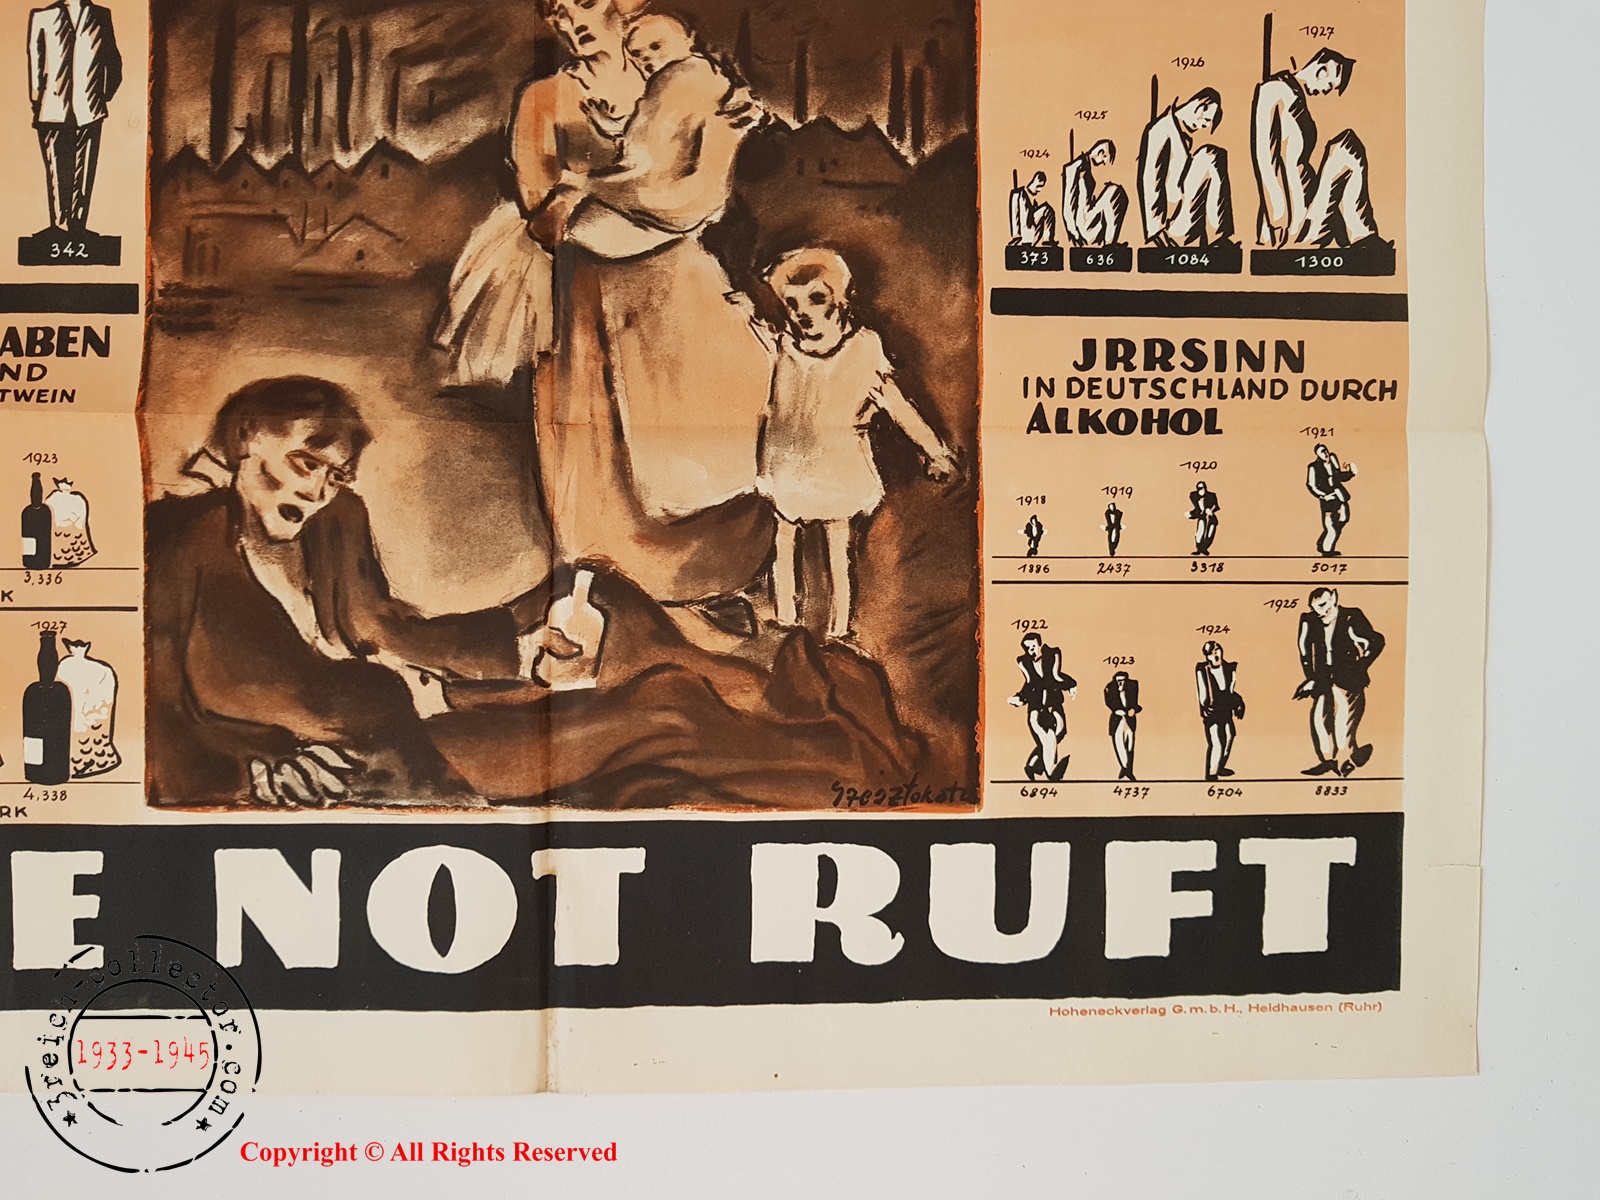 342
ABEN
ND
TWEIN
1923
3,336
K
1927
4,338
RK
1924
1925
1926
1927
373
636
1084
1300
JRRSINN
IN DEUTSCHLAND DURCH
ALKOHOL
1918
1919
1920
1921
1886
2437
3318
5017
1922
1923
1924
1925
6894
4737
6704
8833
E NOT RUFT
Hoheneckverlag G.m.b.H., Heidhausen (Ruhr)
3reich-collector.com
1933-1945
Copyright © All Rights Reserved